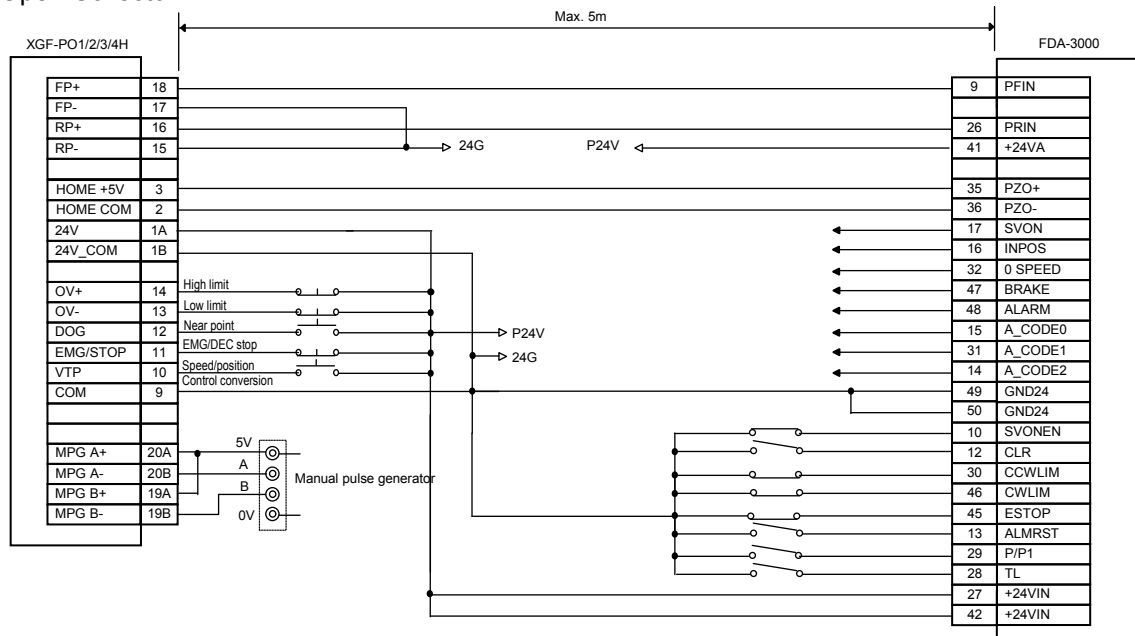 Max. 5m
XGF-PO1/2/3/4H
FDA-3000
FP+ 18
FP- 17
RP+ 16
RP- 15
HOME +5V 3
HOME COM 2
24V 1A
24V_COM 1B
OV+ 14
OV- 13
DOG 12
EMG/STOP 11
VTP 10
COM 9
MPG A+ 20A
MPG A- 20B
MPG B+ 19A
MPG B- 19B
24G
P24V
High limit
Low limit
Near point
EMG/DEC stop
Speed/position
Control conversion
P24V
24G
5V
A
B
0V
Manual pulse generator
9 PFIN
26 PRIN
41 +24VA
35 PZO+
36 PZO-
17 SVON
16 INPOS
32 0 SPEED
47 BRAKE
48 ALARM
15 A_CODE0
31 A_CODE1
14 A_CODE2
49 GND24
50 GND24
10 SVONEN
12 CLR
30 CCWLIM
46 CWLIM
45 ESTOP
13 ALMRST
29 P/P1
28 TL
27 +24VIN
42 +24VIN